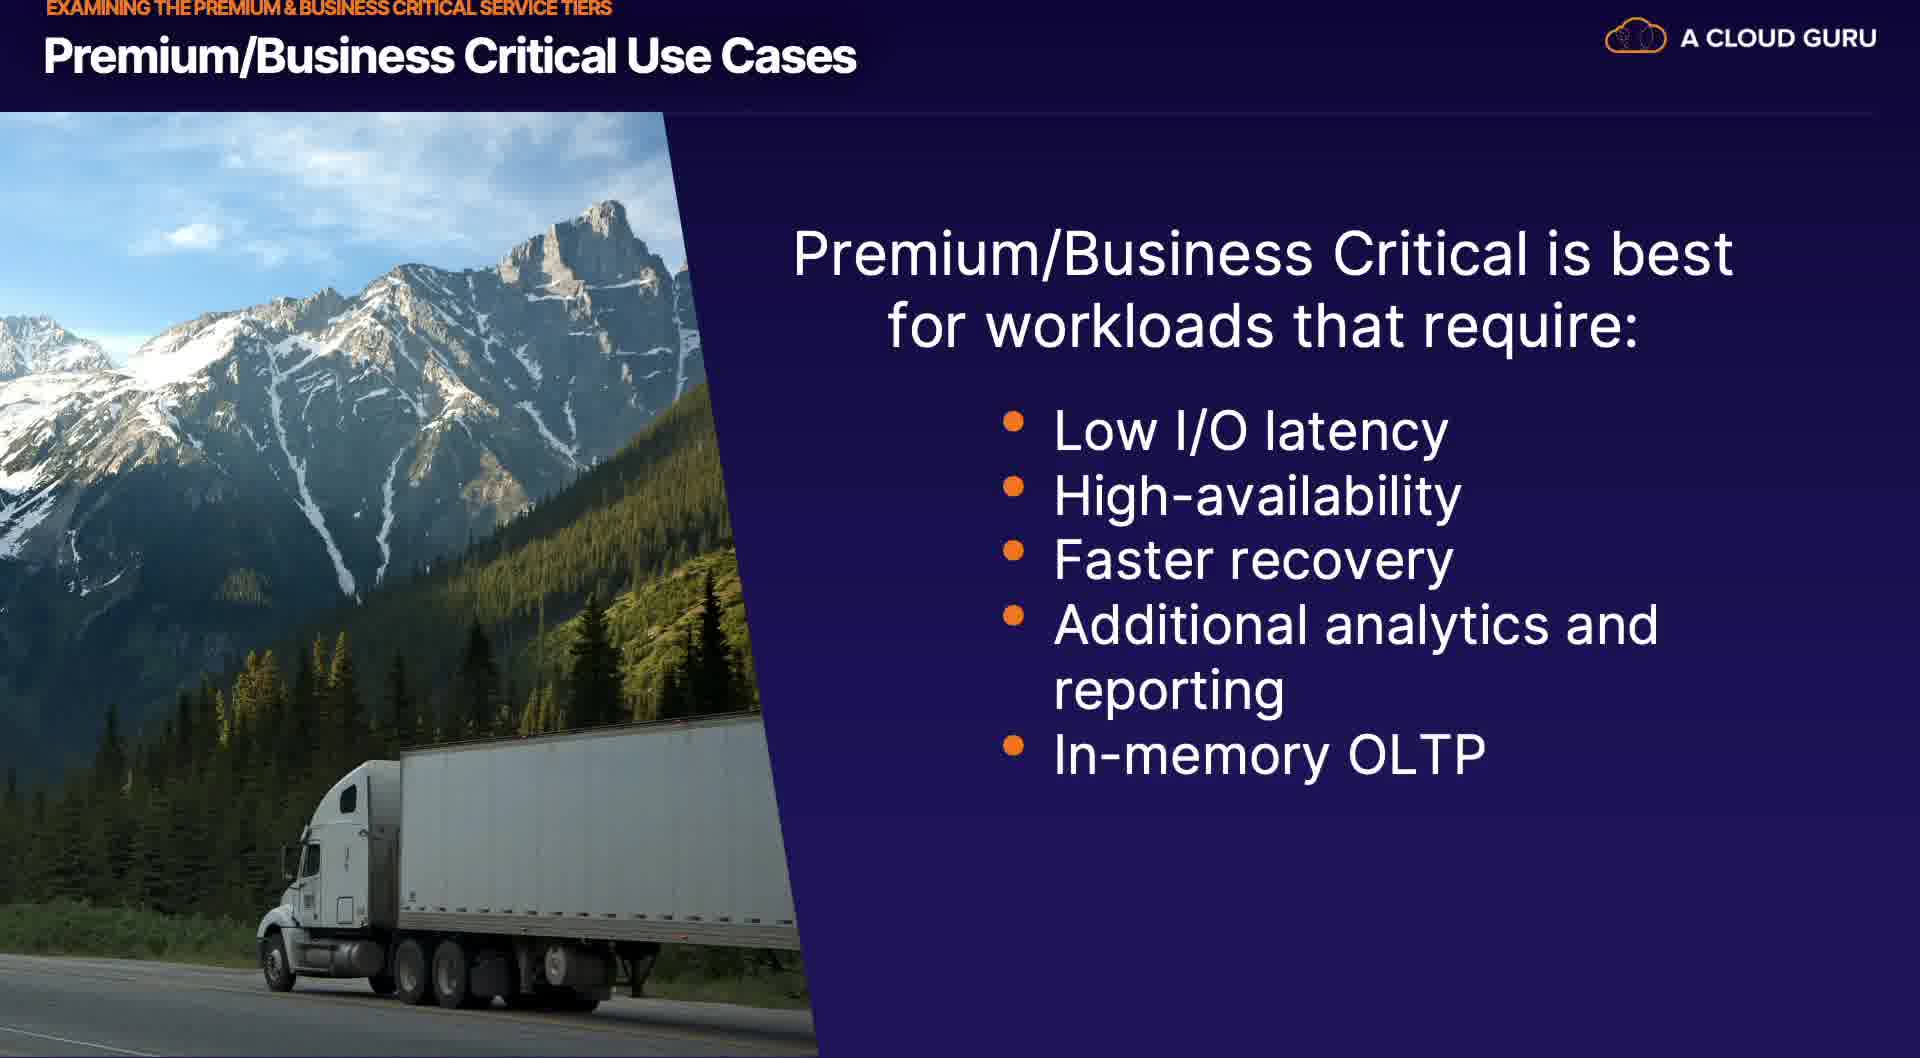 EXAMINING THE PREMIUM & BUSINESS CRITICAL SERVICE TIERS
Premium/Business Critical Use Cases
A CLOUD GURU
Premium/Business Critical is best
for workloads that require:
Low I/O latency
High-availability
Faster recovery
Additional analytics and
reporting
In-memory OLTP